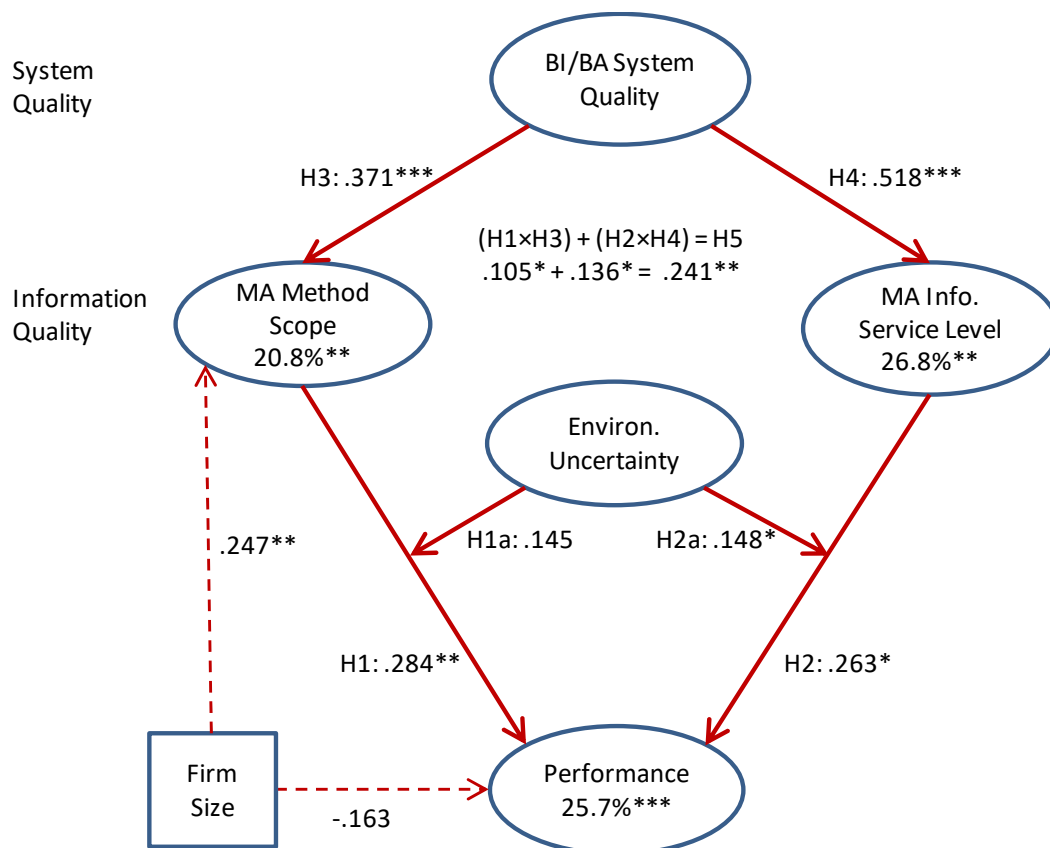 System
Quality
BI/BA System
Quality
H3: .371***
H4: .518***
(H1×H3) + (H2×H4) = H5
.105* + .136* = .241**
Information
Quality
MA Method
Scope
20.8%**
MA Info.
Service Level
26.8%**
Environ.
Uncertainty
.247**
H1a: .145
H2a: .148*
H1: .284**
H2: .263*
Firm
Size
-.163
Performance
25.7%***